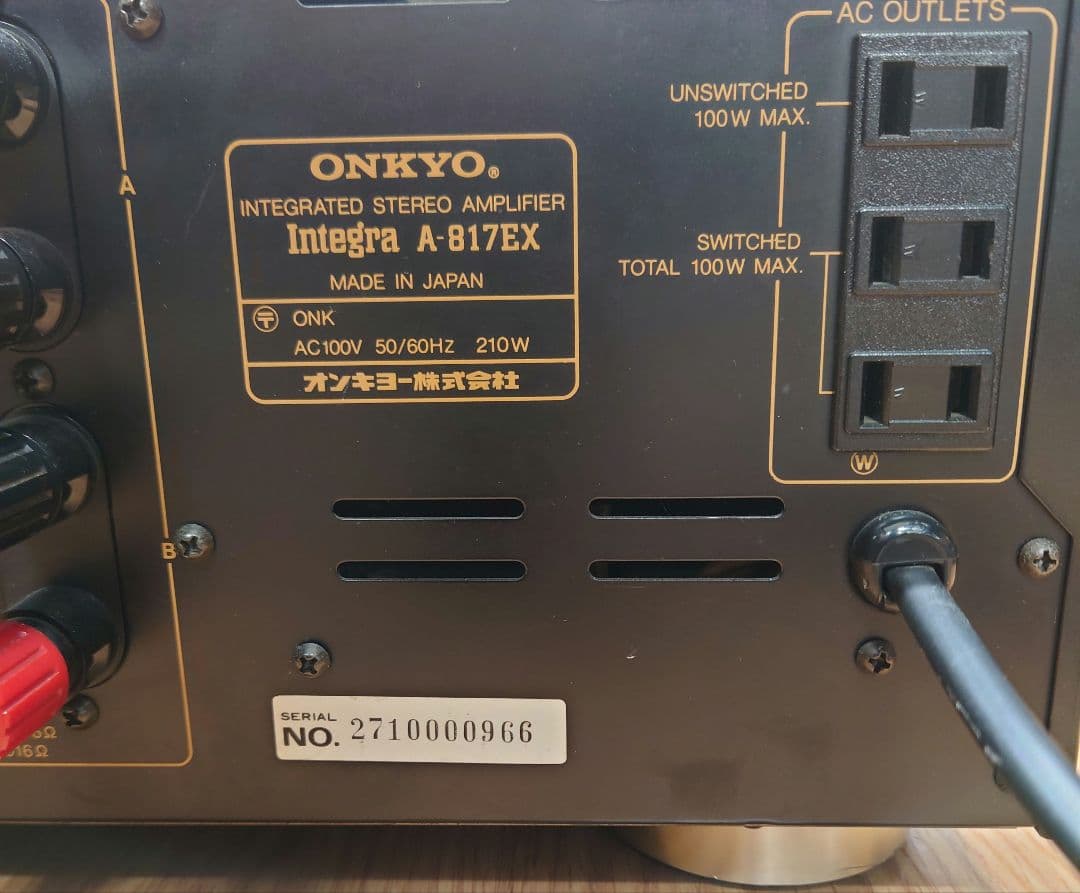 AC OUTLETS
UNSWITCHED
100W MAX.
A
ONKYO®
INTEGRATED STEREO AMPLIFIER
Integra A-817EX
MADE IN JAPAN
SWITCHED
TOTAL 100W MAX.
〒 ONK
AC100V 50/60Hz 210W
オンキヨー株式会社
W
B
SERIAL
NO. 2710000966
16Ω